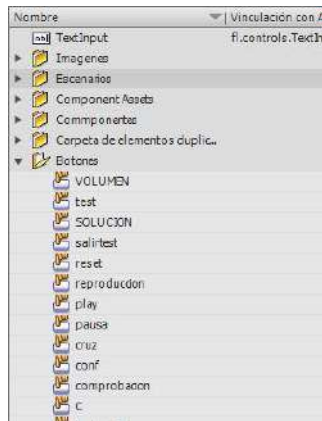 Nombre Vinculación con A
TextInput fl.controls.TextIn
Imagenes
Escenarios
Component Assets
Commponentes
Carpeta de elementos duplic...
Botones
VOLUMEN
test
SOLUCION
salirtest
reset
reproduccion
play
pausa
cruz
conf
comprobacion
C